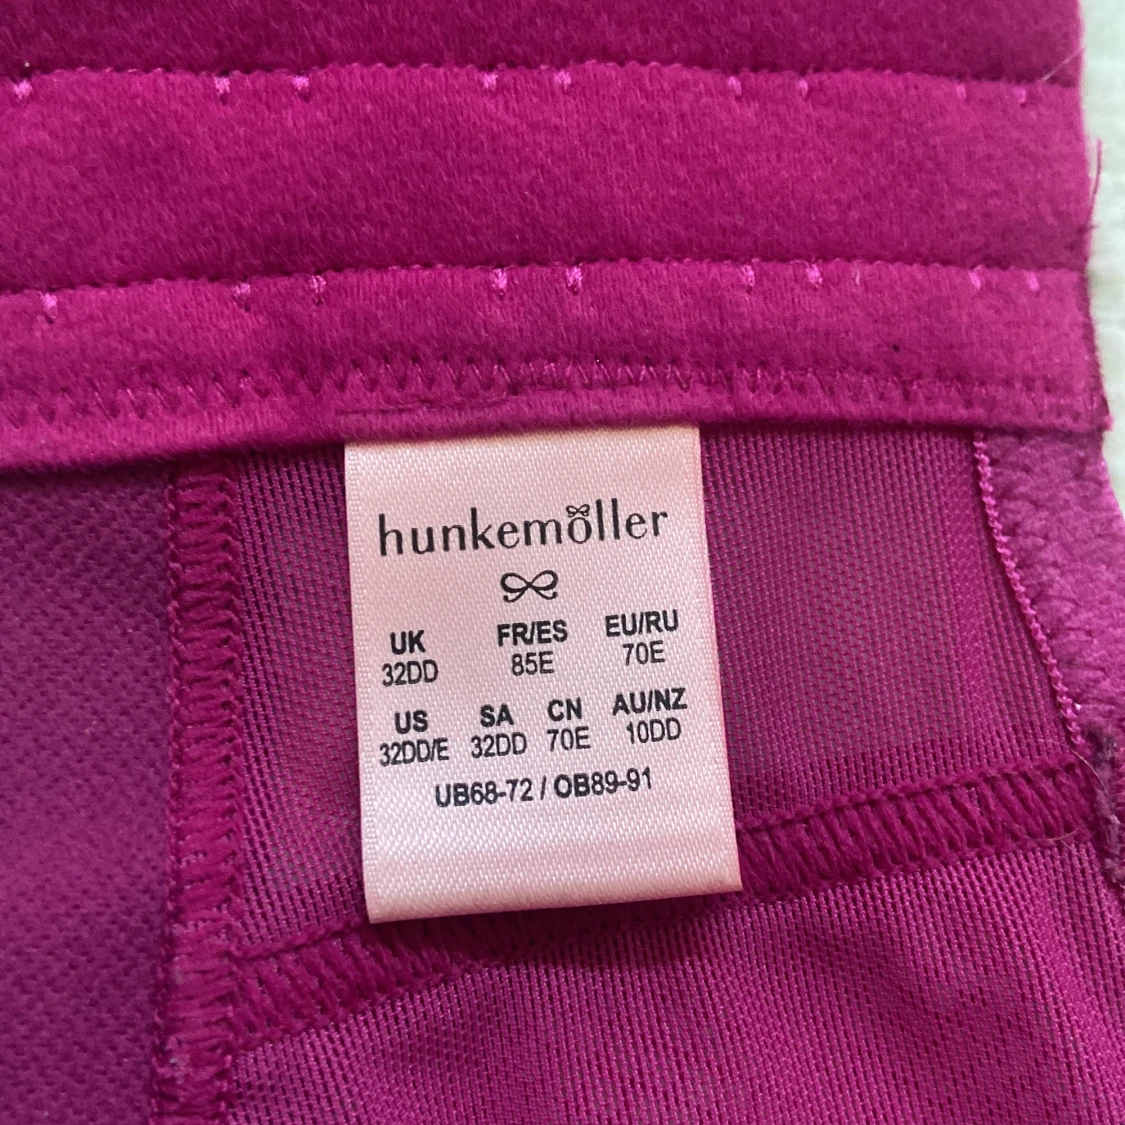 hunkemöller
UK FR/ES EU/RU
32DD 85E 70E
US SA CN AU/NZ
32DD/E 32DD 70E 10DD
UB68-72 / OB89-91